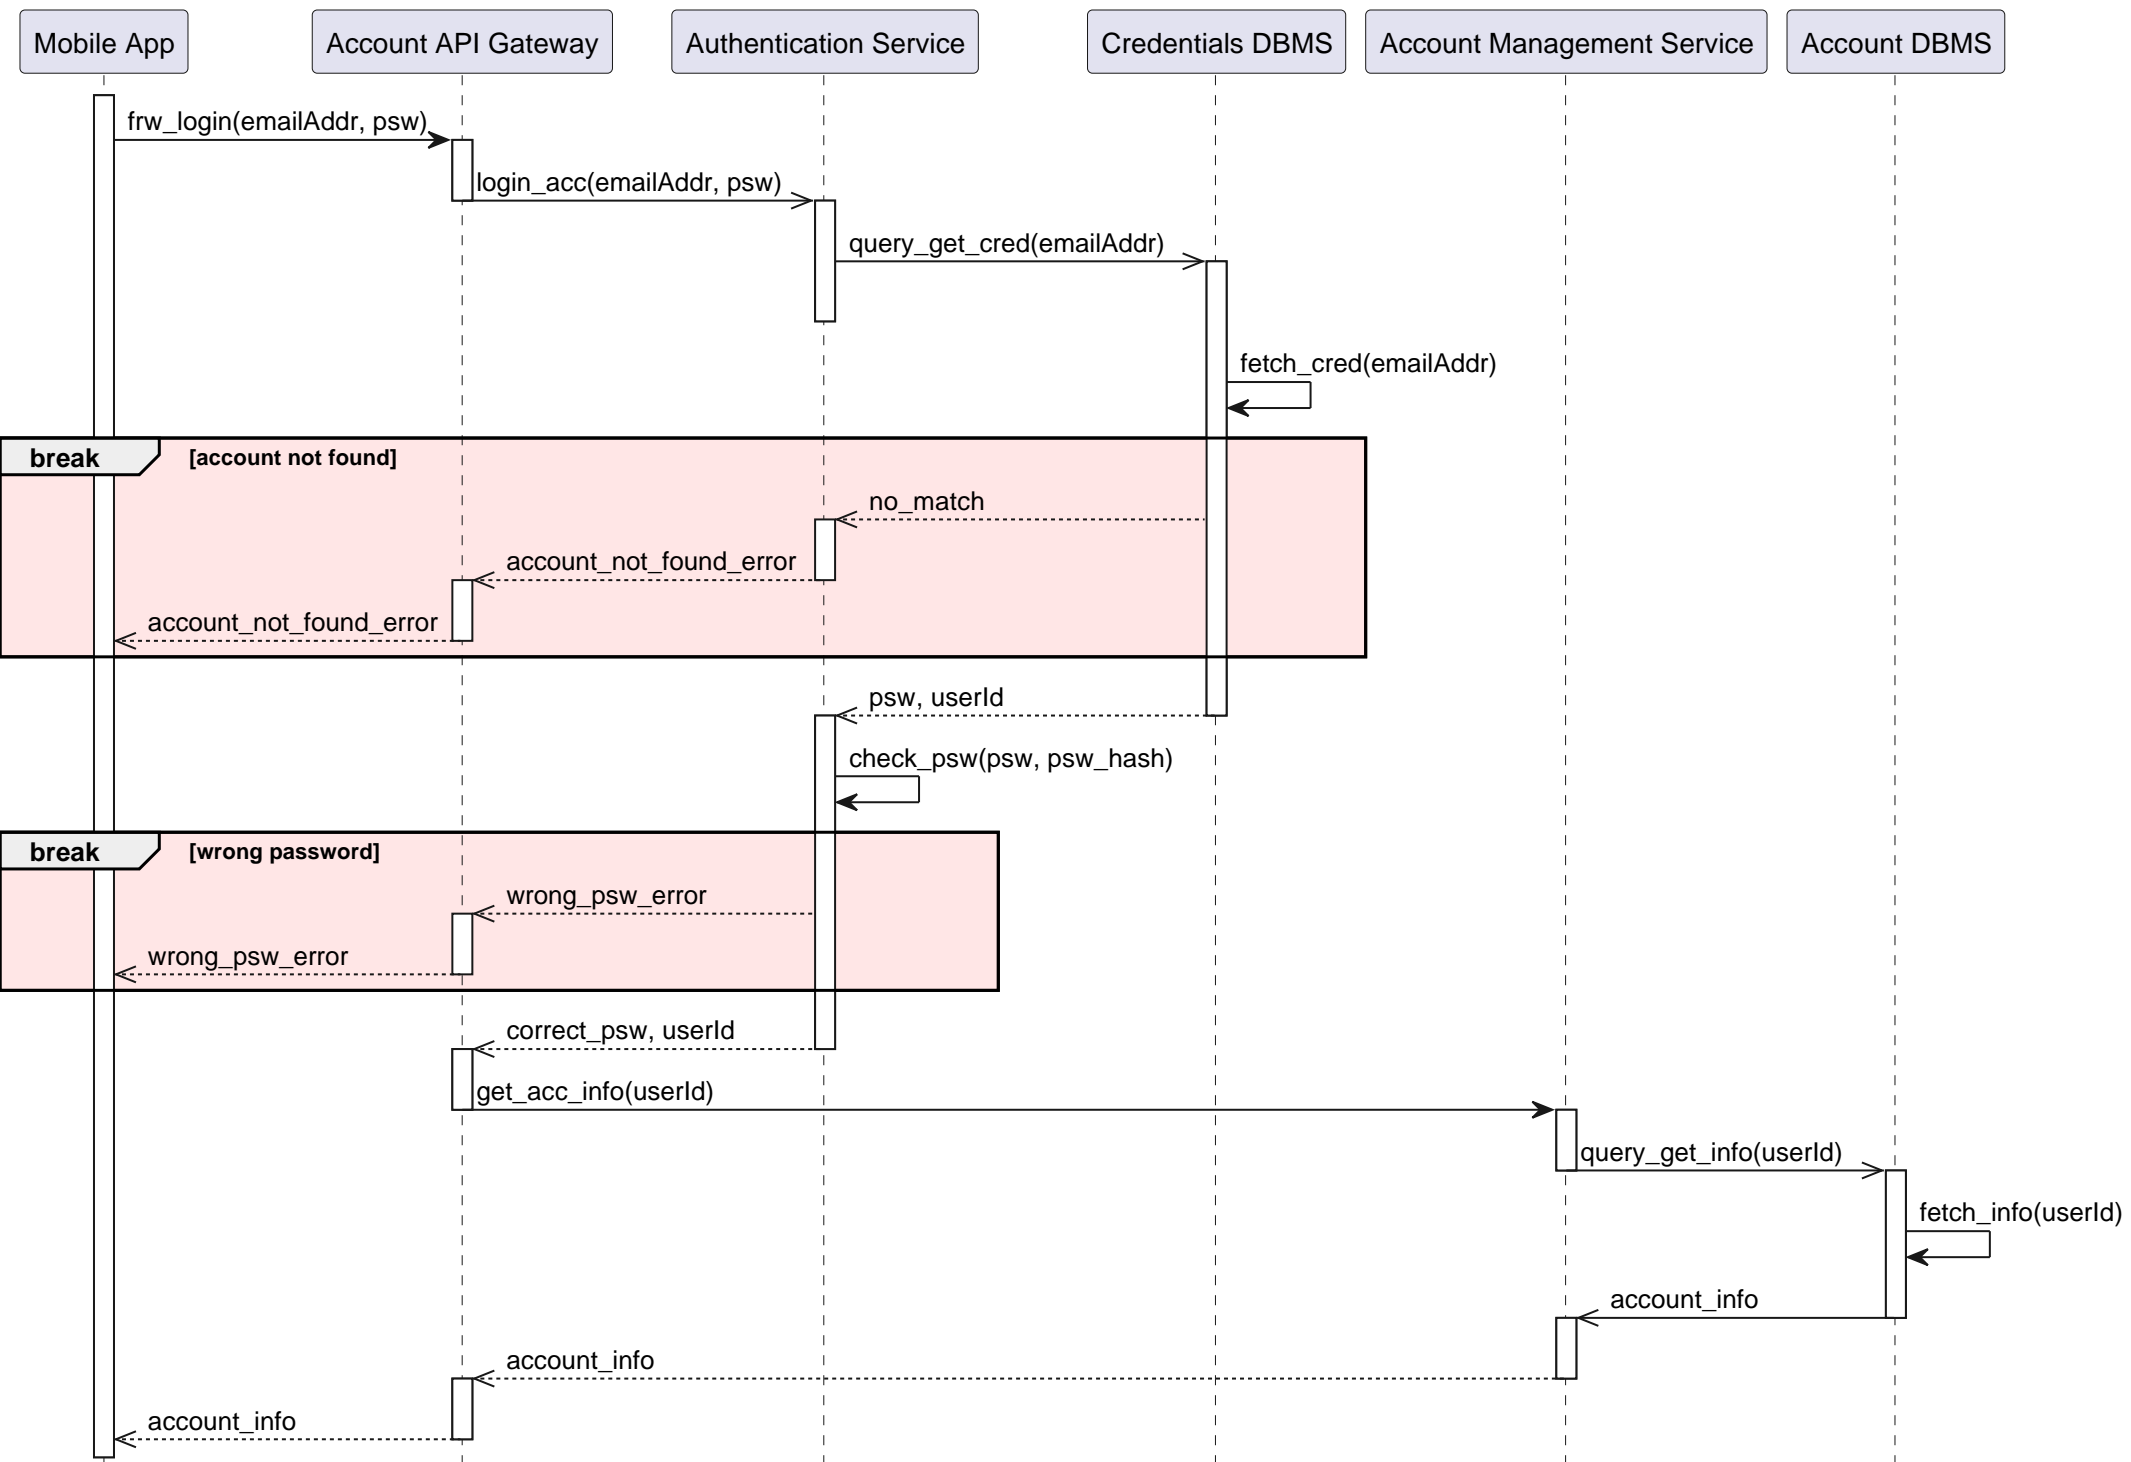 Mobile App
Account API Gateway
Authentication Service
Credentials DBMS
Account Management Service
Account DBMS
frw_login(emailAddr, psw)
login_acc(emailAddr, psw)
query_get_cred(emailAddr)
fetch_cred(emailAddr)
break
[account not found]
no_match
account_not_found_error
account_not_found_error
psw, userId
check_psw(psw, psw_hash)
break
[wrong password]
wrong_psw_error
wrong_psw_error
correct_psw, userId
get_acc_info(userId)
query_get_info(userId)
fetch_info(userId)
account_info
account_info
account_info